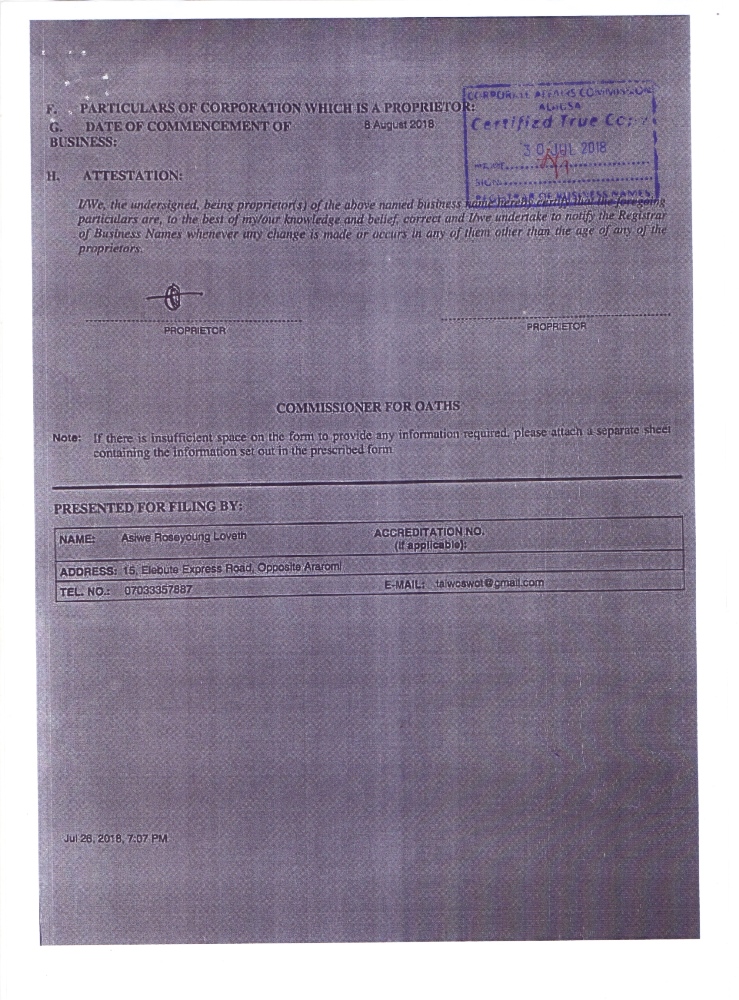 F. PARTICULARS OF CORPORATION WHICH IS A PROPRIETOR:
G. DATE OF COMMENCEMENT OF 8 August 2018
BUSINESS:
CORPORATE AFFAIRS COMMISSION
Certified True Copy
30 JUL 2018
SIGN
OF BUSINESS NAMES
H. ATTESTATION:
I/We, the undersigned, being proprietor(s) of the above named business name hereby certify that the foregoing
particulars are, to the best of my/our knowledge and belief, correct and I/we undertake to notify the Registrar
of Business Names whenever any change is made or occurs in any of them other than the age of any of the
proprietors.
PROPRIETOR PROPRIETOR
COMMISSIONER FOR OATHS
Note: If there is insufficient space on the form to provide any information required, please attach a separate sheet
containing the information set out in the prescribed form
PRESENTED FOR FILING BY:
NAME: Asiwe Roseyoung Loveth ACCREDITATION NO.
(if applicable):
ADDRESS: 15, Elebute Express Road, Opposite Araromi
TEL. NO.: 07033357887 E-MAIL: taiwoswot@gmail.com
Jul 26, 2018, 7:07 PM